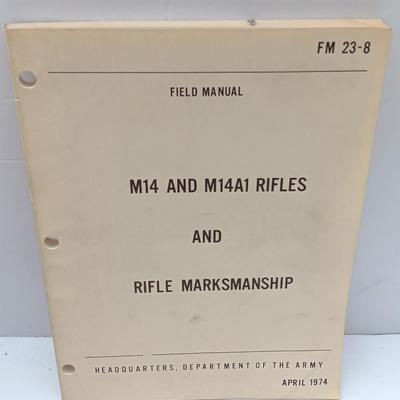 FM 23-8
FIELD MANUAL
M14 AND M14A1 RIFLES
AND
RIFLE MARKSMANSHIP
HEADQUARTERS, DEPARTMENT OF THE ARMY
APRIL 1974